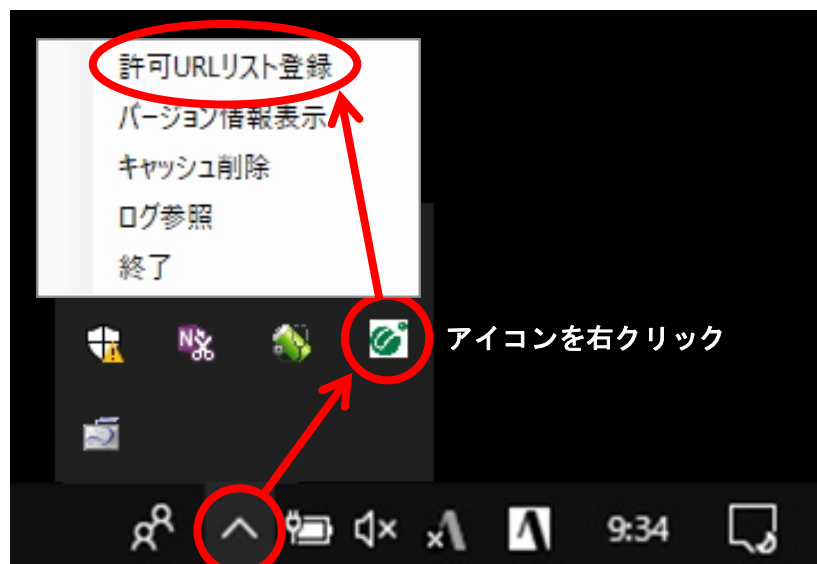 許可URLリスト登録
バージョン情報表示
キャッシュ削除
ログ参照
終了
アイコンを右クリック
9:34